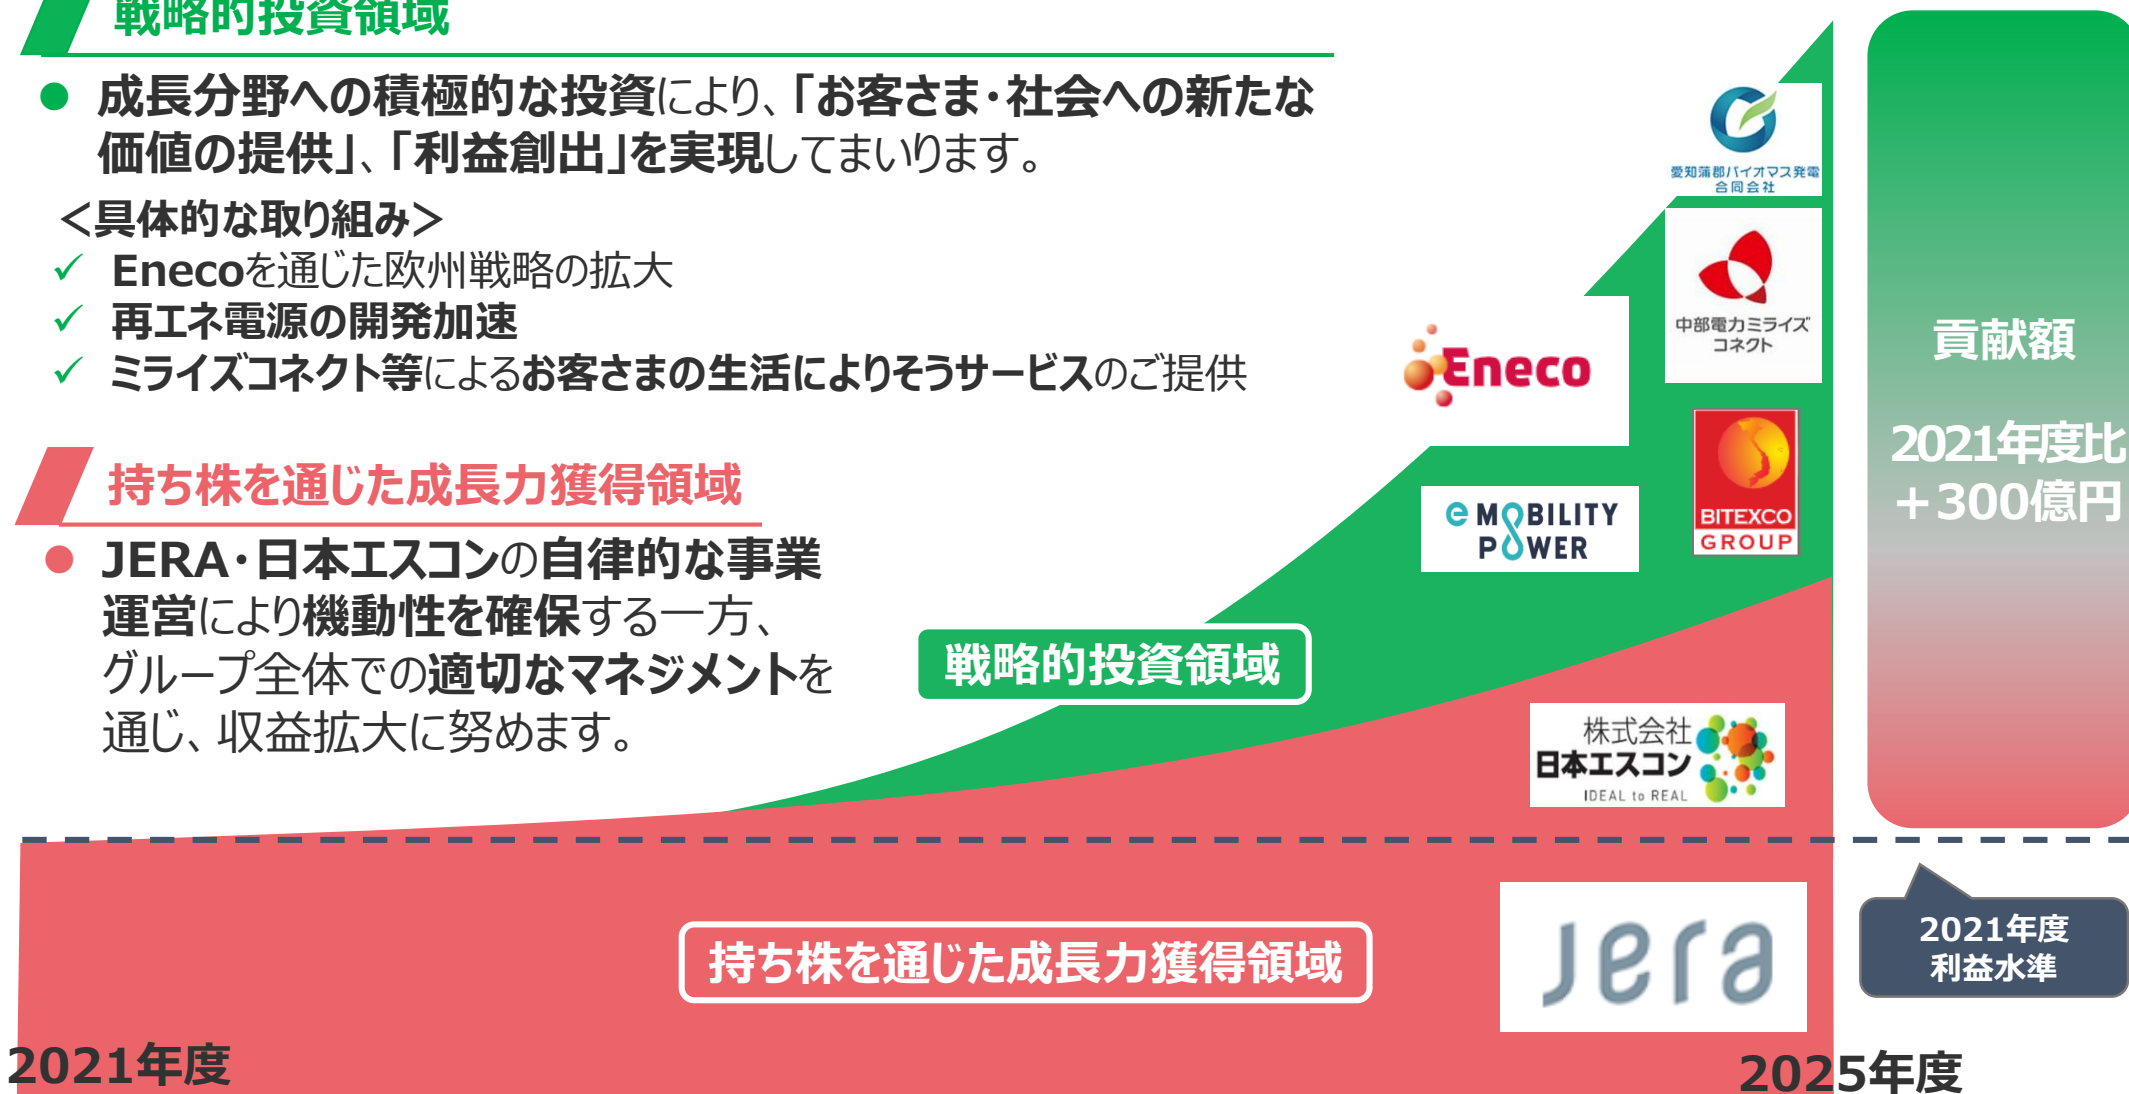 戦略的投資領域
● 成長分野への積極的な投資により、「お客さま・社会への新たな
価値の提供」、「利益創出」を実現してまいります。
＜具体的な取り組み＞
✓ Enecoを通じた欧州戦略の拡大
✓ 再エネ電源の開発加速
✓ ミライズコネクト等によるお客さまの生活によりそうサービスのご提供
持ち株を通じた成長力獲得領域
● JERA・日本エスコンの自律的な事業
運営により機動性を確保する一方、
グループ全体での適切なマネジメントを
通じ、収益拡大に努めます。
愛知蒲郡バイオマス発電
合同会社
中部電力ミライズ
コネクト
Eneco
BITEXCO
GROUP
e MOBILITY
POWER
戦略的投資領域
株式会社
日本エスコン
IDEAL to REAL
持ち株を通じた成長力獲得領域
Jera
貢献額
2021年度比
＋300億円
2021年度
利益水準
2021年度
2025年度